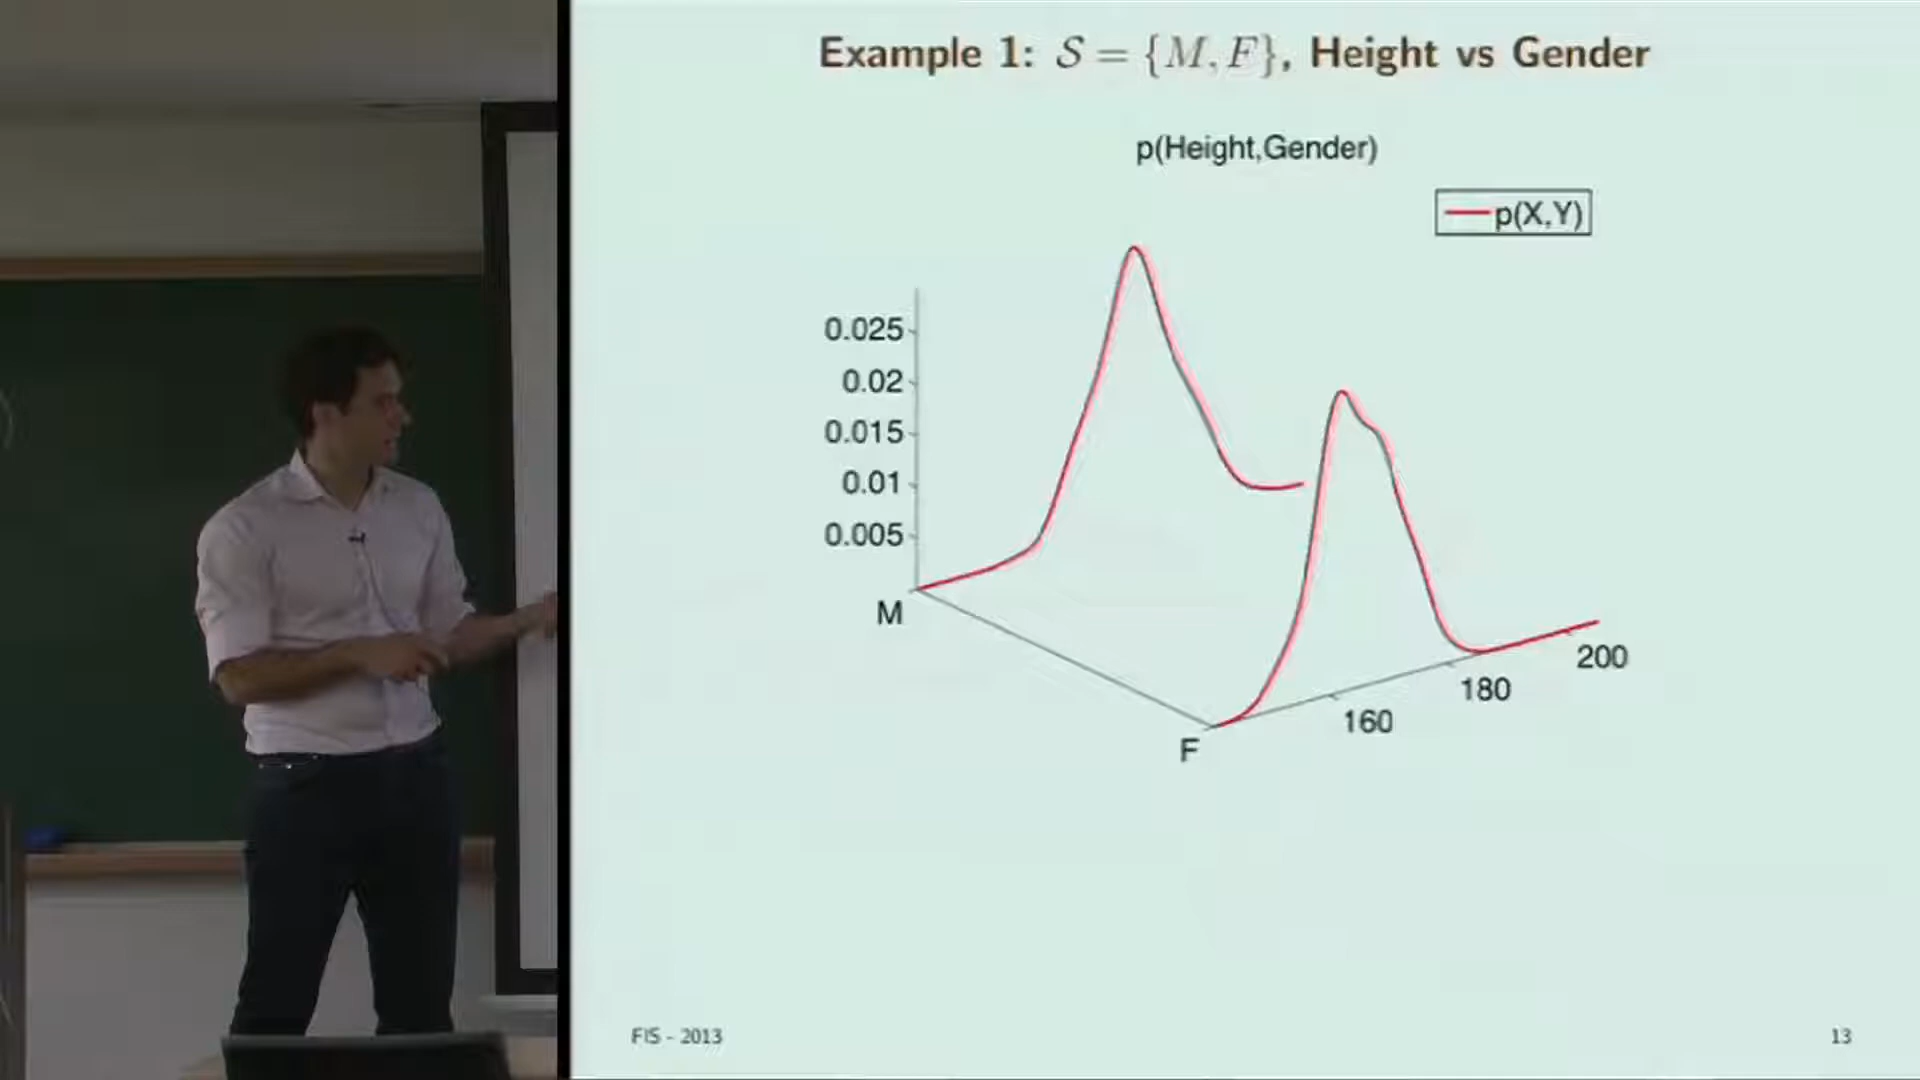 Example 1: S = {M, F}, Height vs Gender
p(Height,Gender)
p(X,Y)
0.025
0.02
0.015
0.01
0.005
M
F
160
180
200
FIS - 2013
13